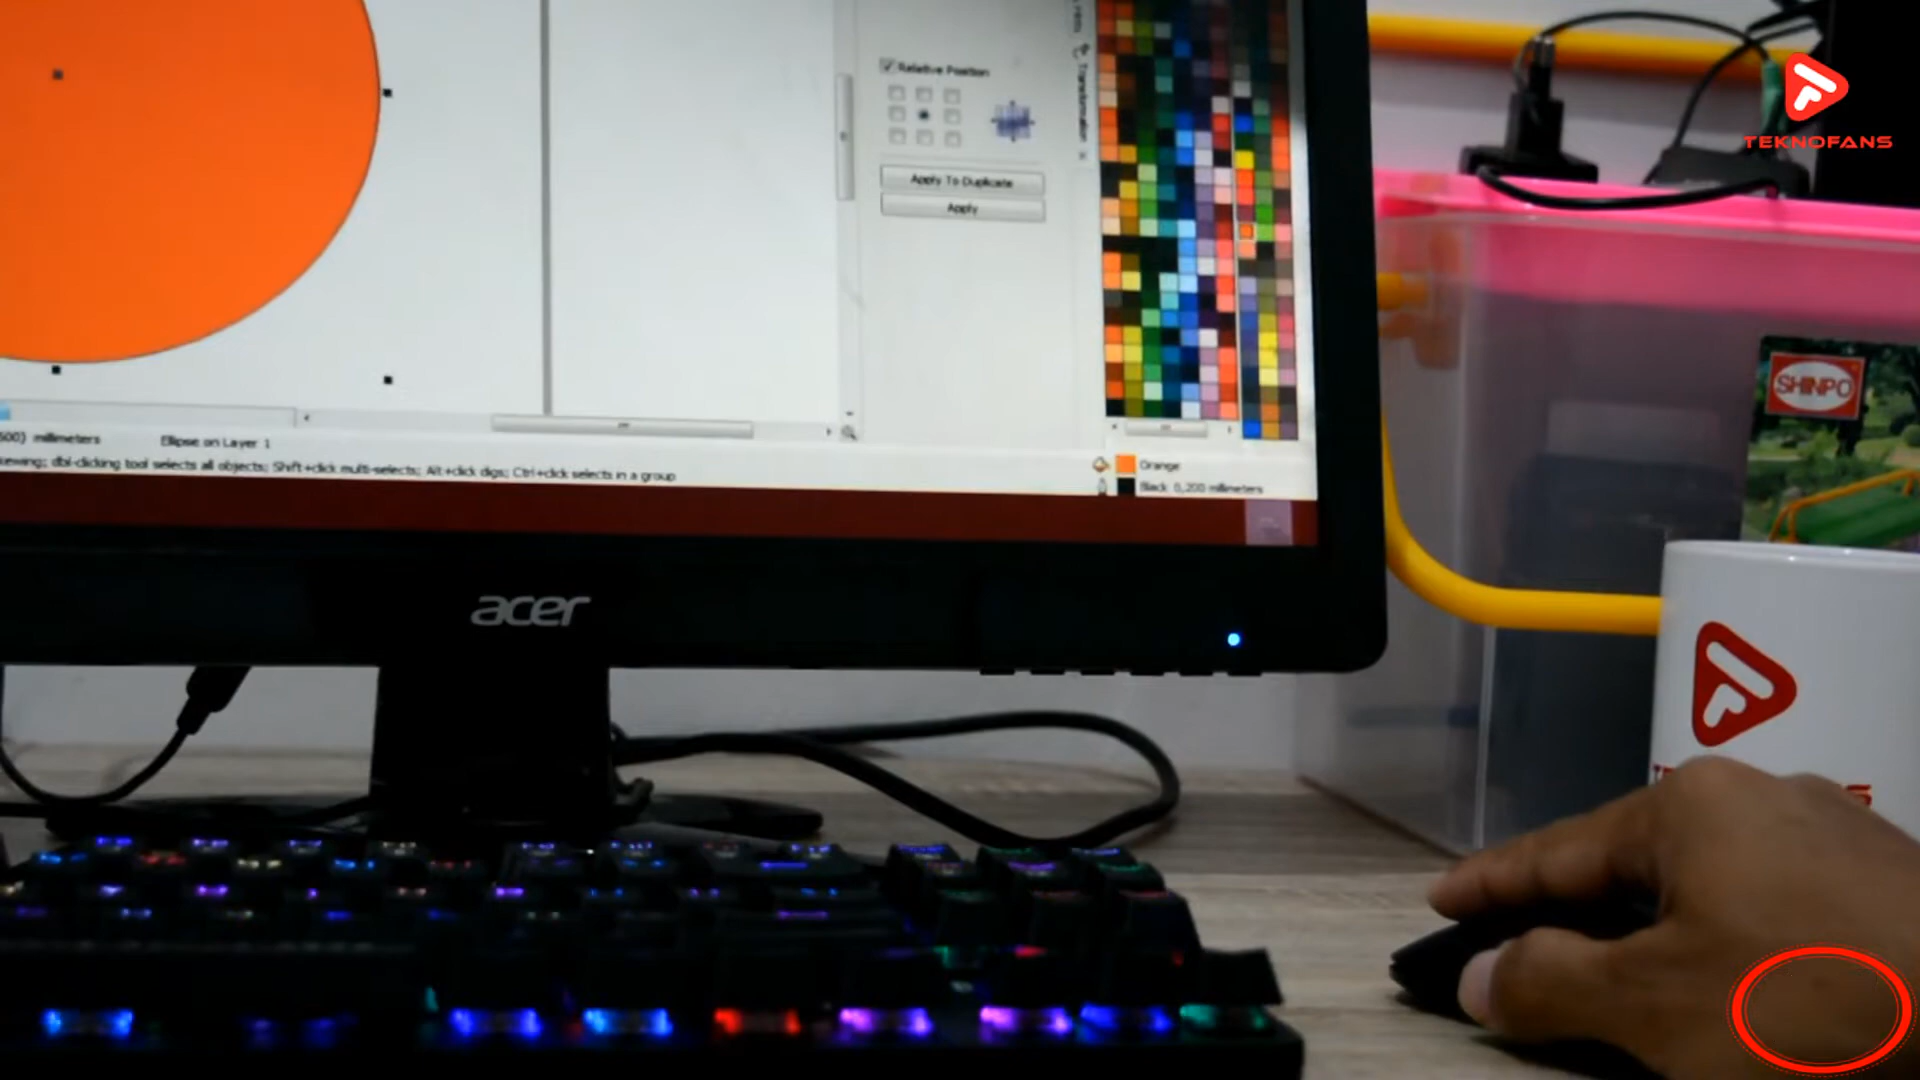 Relative Position
Transformation
Apply To Duplicate
Apply
TEKNOFANS
SHINPO
millimeters
Ellipse on Layer 1
dbl-clicking tool selects all objects; Shift+click multi-selects; Alt+click digs; Ctrl+click selects in a group
Orange
Black 0,200 millimeters
acer